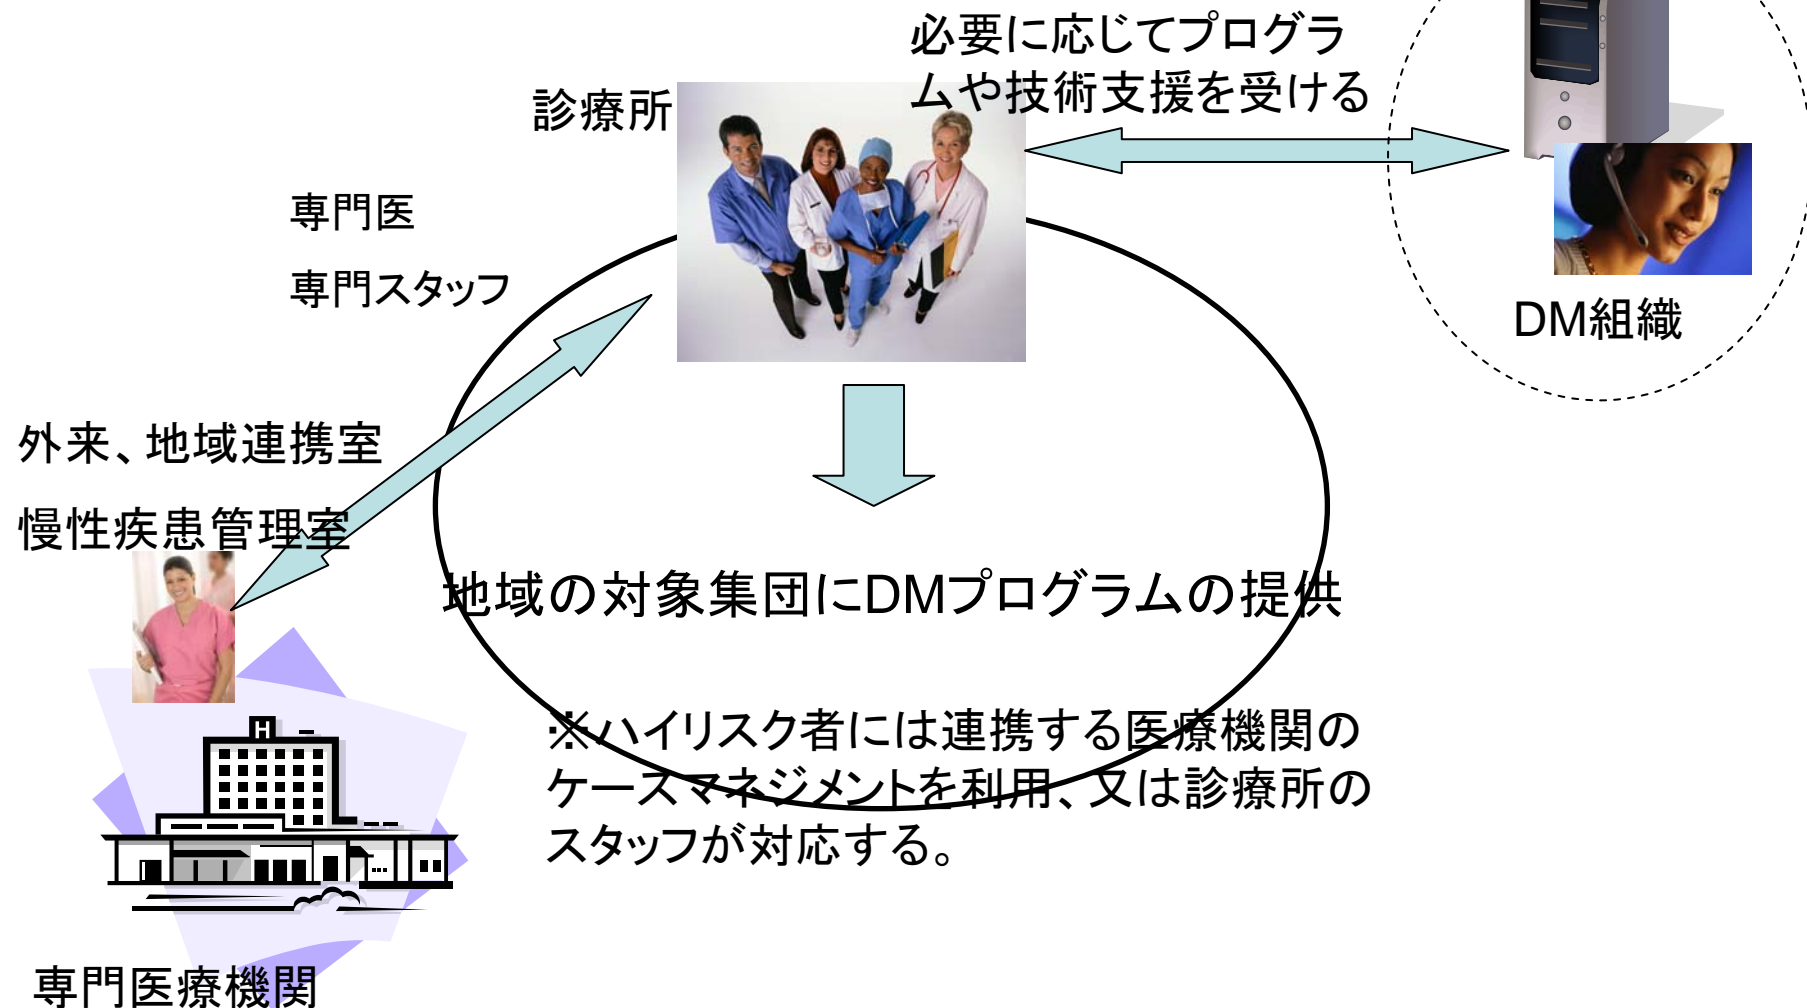 必要に応じてプログラ
ムや技術支援を受ける
診療所
専門医
専門スタッフ
DM組織
外来、地域連携室
慢性疾患管理室
地域の対象集団にDMプログラムの提供
※ハイリスク者には連携する医療機関の
ケースマネジメントを利用、又は診療所の
スタッフが対応する。
H
専門医療機関